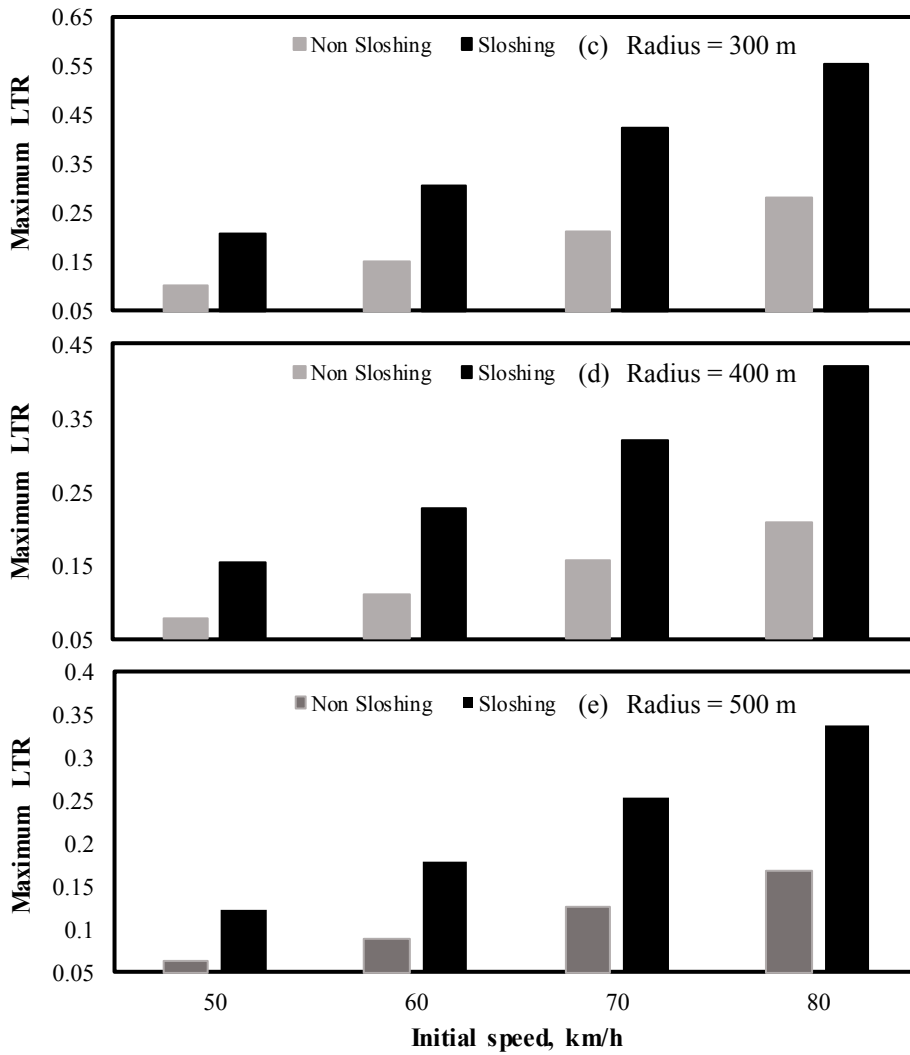 0.65
Non Sloshing Sloshing (c) Radius = 300 m
0.55
0.45
0.35
0.25
0.15
0.05
Maximum LTR
0.45
Non Sloshing Sloshing (d) Radius = 400 m
0.35
0.25
0.15
0.05
Maximum LTR
0.4
Non Sloshing Sloshing (e) Radius = 500 m
0.35
0.3
0.25
0.2
0.15
0.1
0.05
Maximum LTR
50 60 70 80
Initial speed, km/h